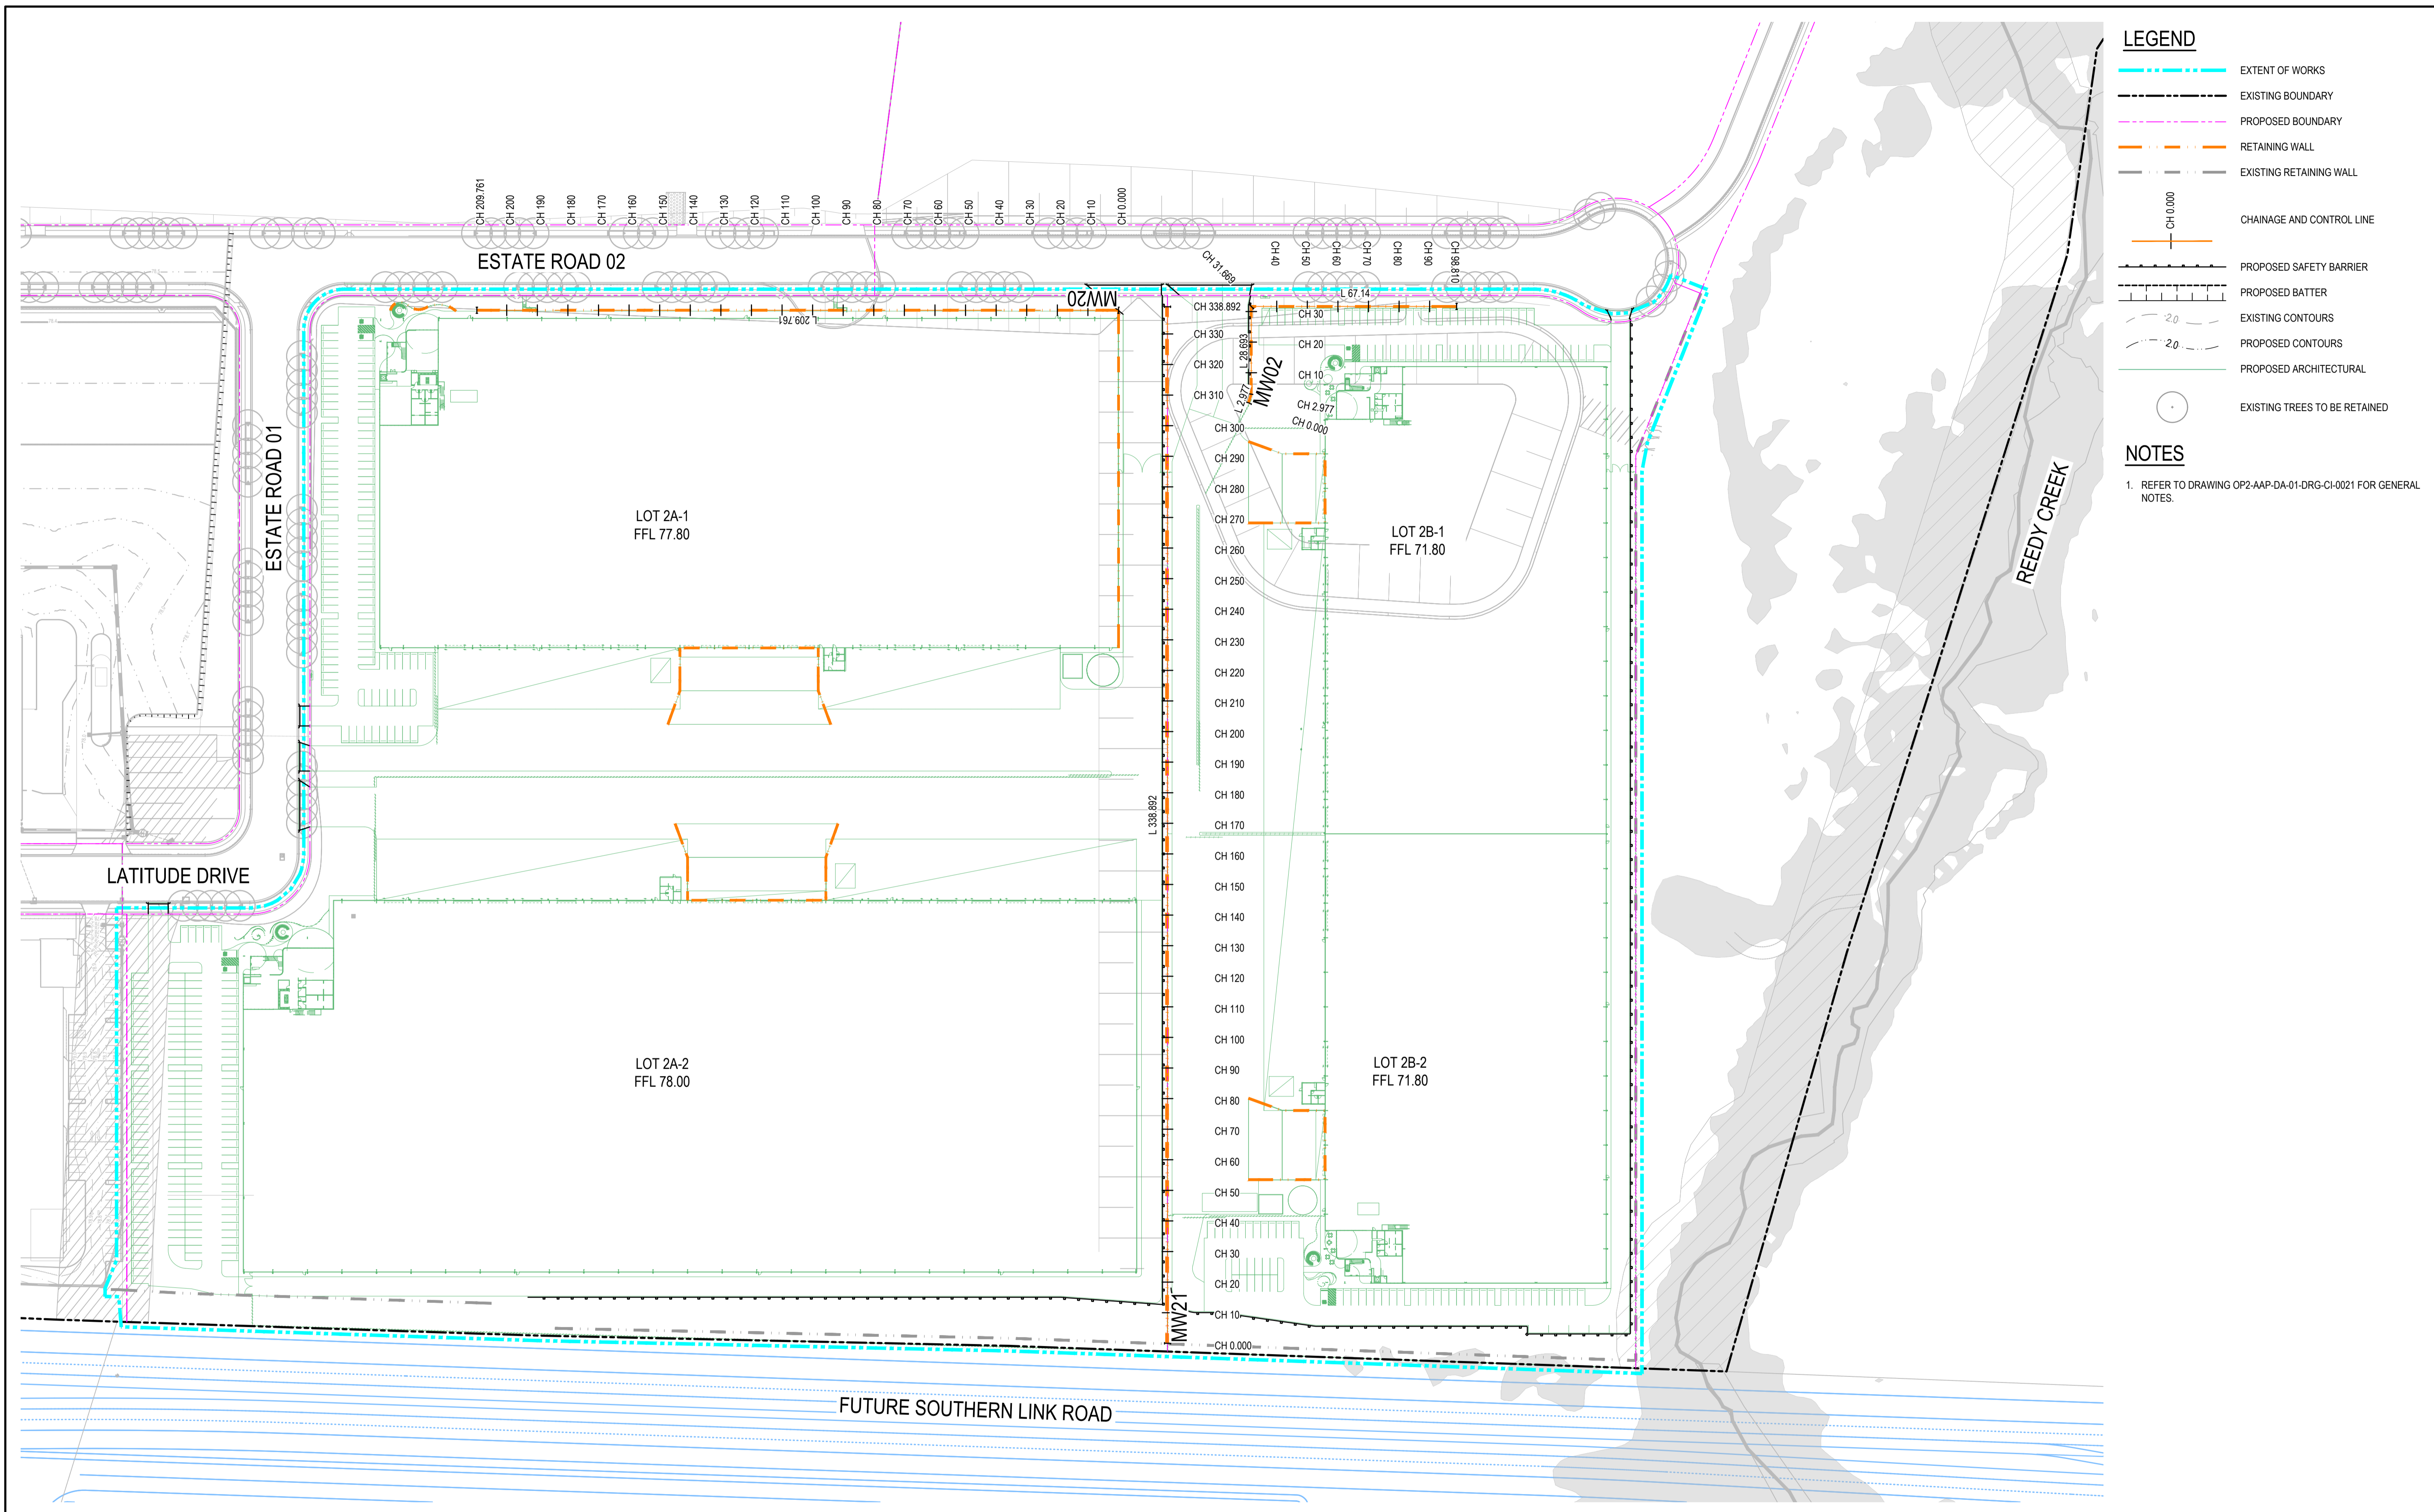 LEGEND
EXTENT OF WORKS
EXISTING BOUNDARY
PROPOSED BOUNDARY
RETAINING WALL
EXISTING RETAINING WALL
CH 0.000
CHAINAGE AND CONTROL LINE
PROPOSED SAFETY BARRIER
PROPOSED BATTER
2.0
EXISTING CONTOURS
2.0
PROPOSED CONTOURS
PROPOSED ARCHITECTURAL
EXISTING TREES TO BE RETAINED
NOTES
1. REFER TO DRAWING OP2-AAP-DA-01-DRG-CI-0021 FOR GENERAL
NOTES.
CH 209.761
CH 200
CH 190
CH 180
CH 170
CH 160
CH 150
CH 140
CH 130
CH 120
CH 110
CH 100
CH 90
CH 80
CH 70
CH 60
CH 50
CH 40
CH 30
CH 20
CH 10
CH 0.000
ESTATE ROAD 02
MW20
L 209.761
CH 31.669
CH 40
CH 50
CH 60
CH 70
CH 80
CH 90
CH 98.810
L 67.14
CH 30
CH 20
CH 10
CH 2.977
CH 0.000
L 28.693
L 2.977
MW02
CH 338.892
CH 330
CH 320
CH 310
CH 300
CH 290
CH 280
CH 270
CH 260
CH 250
CH 240
CH 230
CH 220
CH 210
CH 200
CH 190
CH 180
CH 170
CH 160
CH 150
CH 140
CH 130
CH 120
CH 110
CH 100
CH 90
CH 80
CH 70
CH 60
CH 50
CH 40
CH 30
CH 20
CH 10
CH 0.000
L 338.892
MW21
ESTATE ROAD 01
LOT 2A-1
FFL 77.80
LOT 2B-1
FFL 71.80
REEDY CREEK
LATITUDE DRIVE
LOT 2A-2
FFL 78.00
LOT 2B-2
FFL 71.80
FUTURE SOUTHERN LINK ROAD